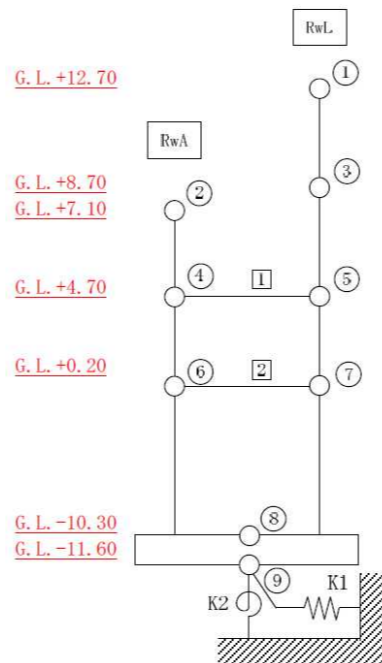 RwL
①
G.L.+12.70
RwA
G.L.+8.70
③
G.L.+7.10
②
G.L.+4.70
④
1
⑤
G.L.+0.20
⑥
2
⑦
G.L.-10.30
⑧
G.L.-11.60
⑨
K1
K2